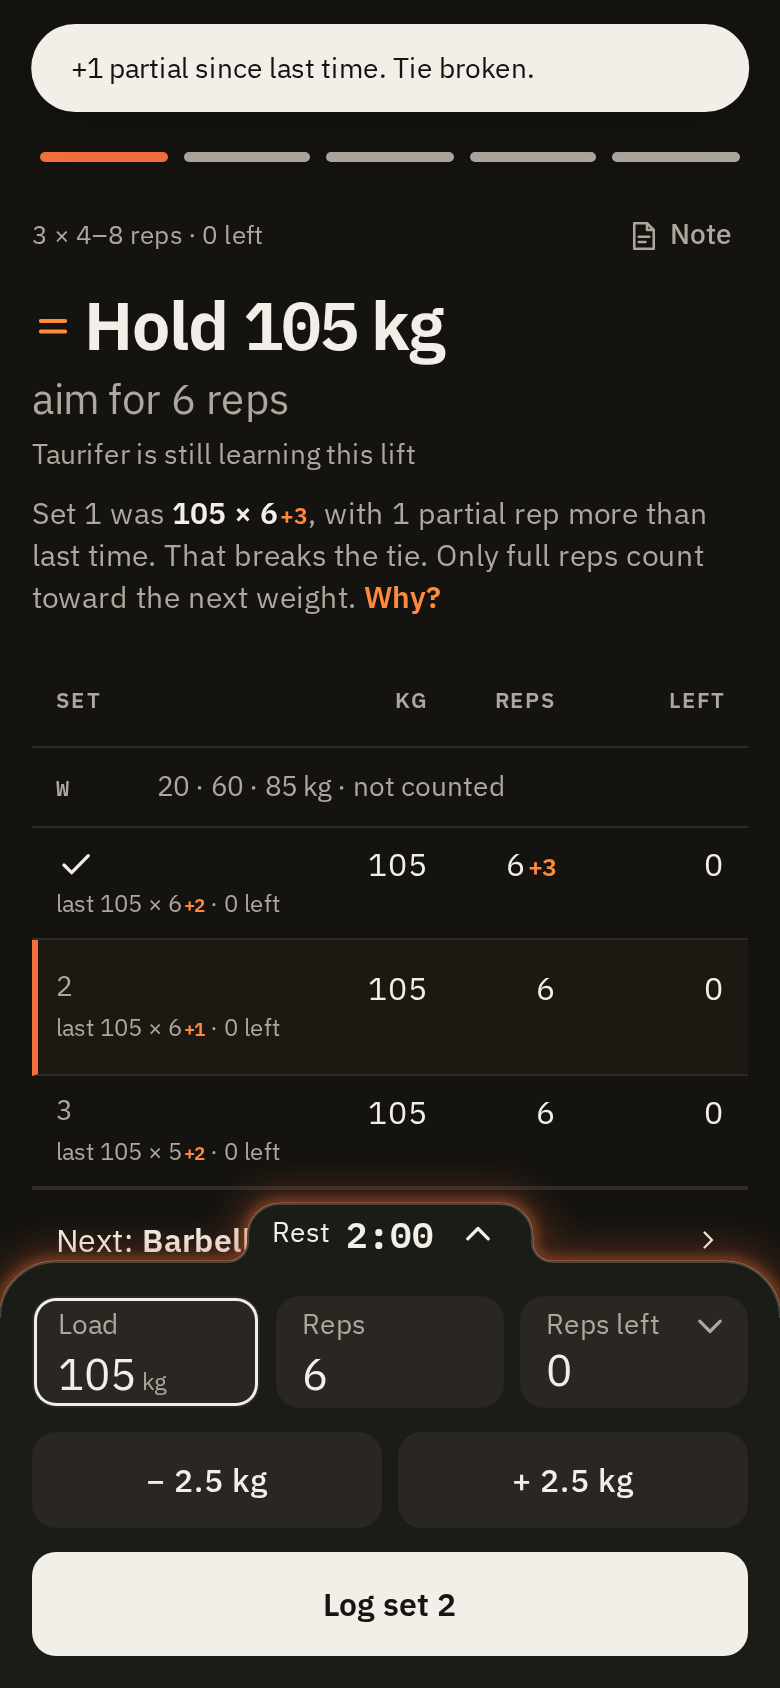 +1 partial since last time. Tie broken.
3 × 4–8 reps · 0 left
Note
= Hold 105 kg
aim for 6 reps
Taurifer is still learning this lift
Set 1 was 105 × 6+3, with 1 partial rep more than
last time. That breaks the tie. Only full reps count
toward the next weight. Why?
SET KG REPS LEFT
W 20 · 60 · 85 kg · not counted
105 6+3 0
last 105 × 6+2 · 0 left
2 105 6 0
last 105 × 6+1 · 0 left
3 105 6 0
last 105 × 5+2 · 0 left
Next: Barbell
Rest 2:00
Load Reps Reps left
105 kg 6 0
− 2.5 kg + 2.5 kg
Log set 2